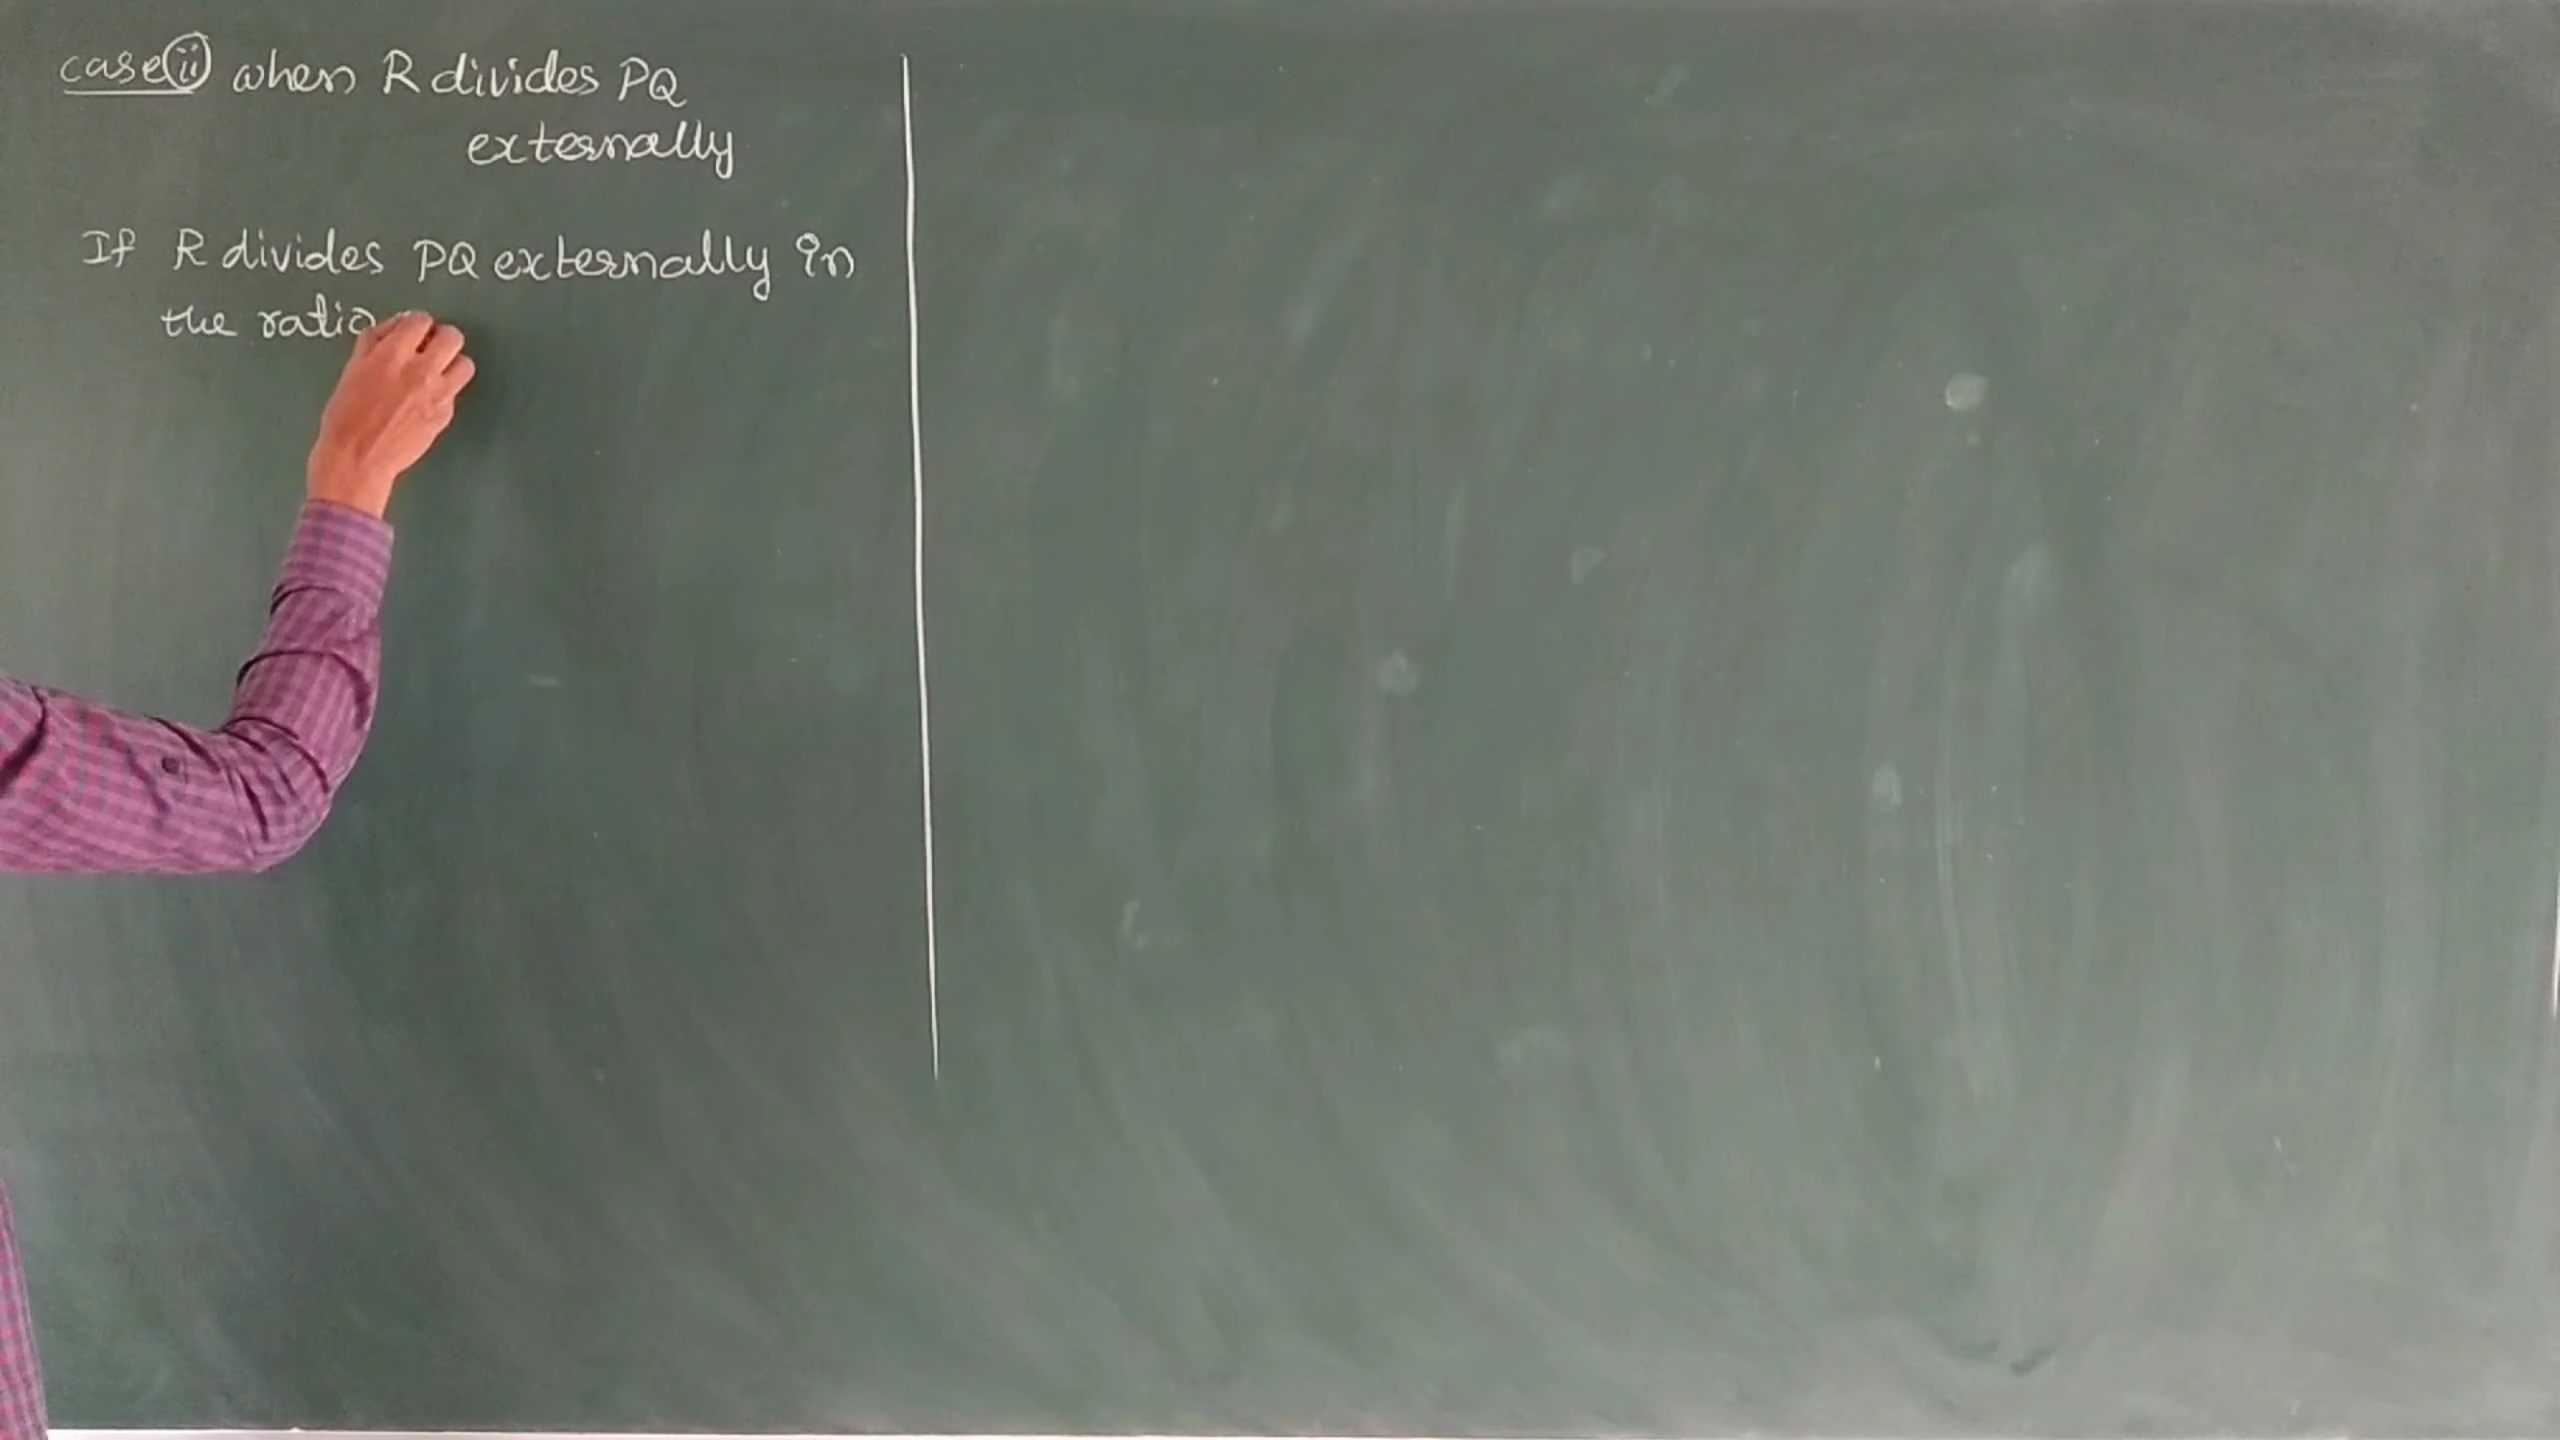 case ii when R divides PQ
externally
If R divides PQ externally in
the ratio